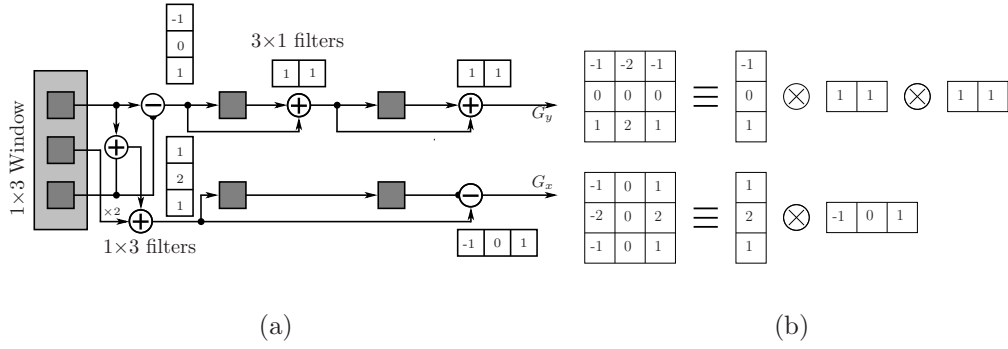 -1
0
1
3×1 filters
1 1
1 1
G_y
1×3 Window
1
2
1
×2
1×3 filters
G_x
-1 0 1
(a)
-1 -2 -1
0 0 0
1 2 1
≡
-1
0
1
⊗
1 1
⊗
1 1
-1 0 1
-2 0 2
-1 0 1
≡
1
2
1
⊗
-1 0 1
(b)